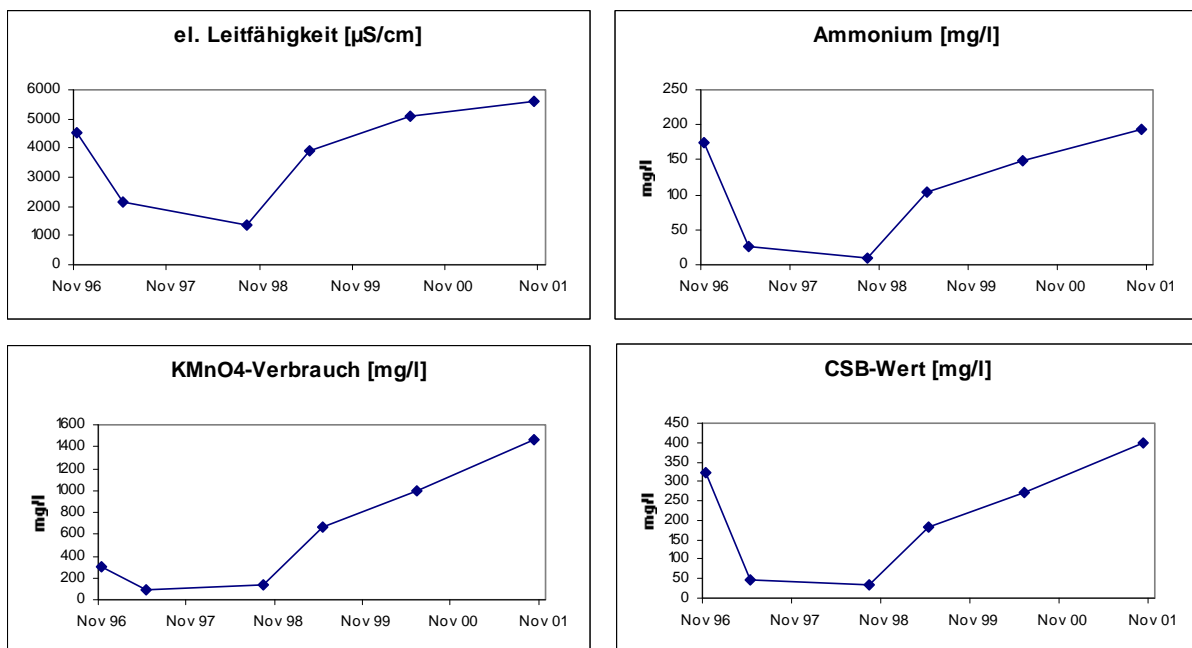 el. Leitfähigkeit [µS/cm]
6000
5000
4000
3000
2000
1000
0
Nov 96 Nov 97 Nov 98 Nov 99 Nov 00 Nov 01
Ammonium [mg/l]
mg/l
250
200
150
100
50
0
Nov 96 Nov 97 Nov 98 Nov 99 Nov 00 Nov 01
KMnO4-Verbrauch [mg/l]
mg/l
1600
1400
1200
1000
800
600
400
200
0
Nov 96 Nov 97 Nov 98 Nov 99 Nov 00 Nov 01
CSB-Wert [mg/l]
mg/l
450
400
350
300
250
200
150
100
50
0
Nov 96 Nov 97 Nov 98 Nov 99 Nov 00 Nov 01